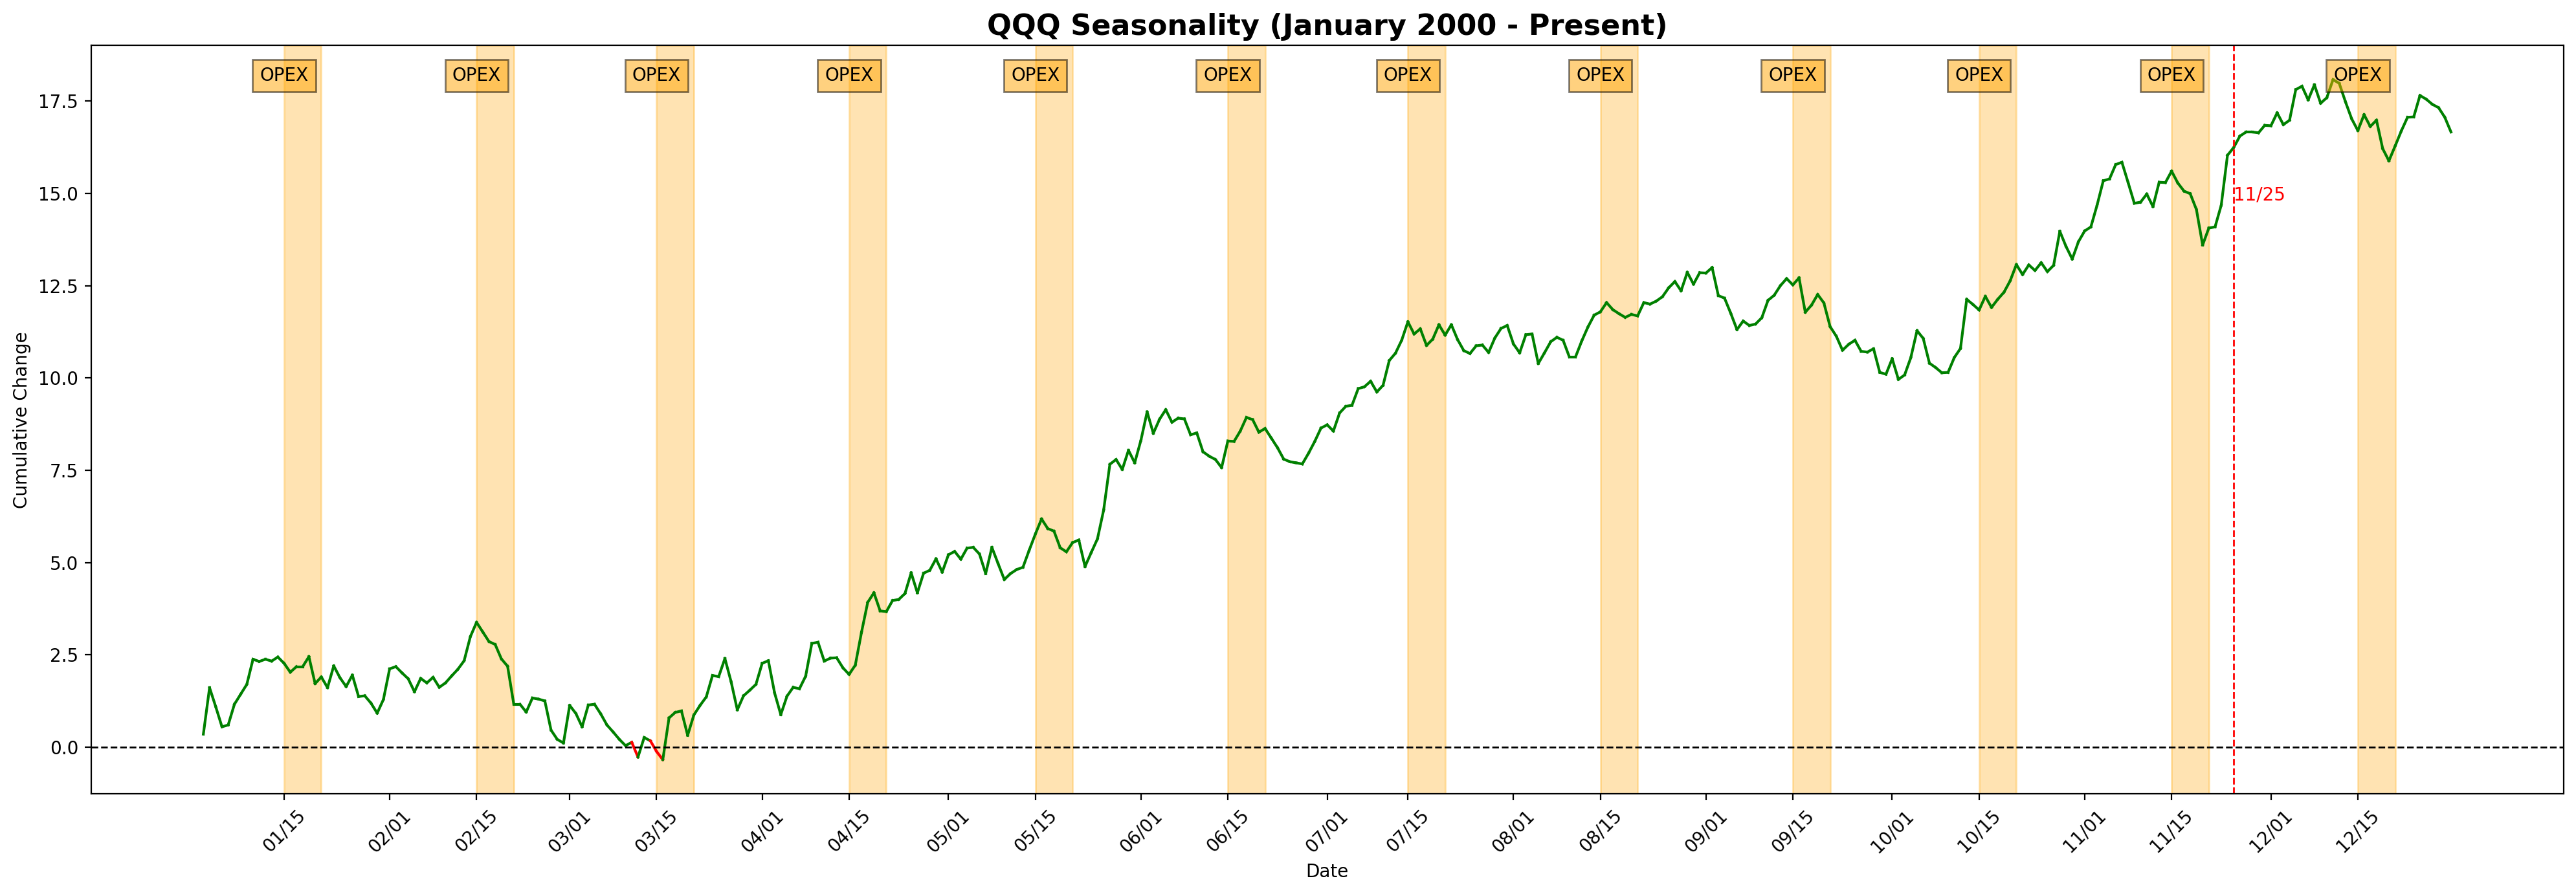 QQQ Seasonality (January 2000 - Present)
OPEX OPEX OPEX OPEX OPEX OPEX OPEX OPEX OPEX OPEX OPEX OPEX
17.5
15.0
12.5
10.0
7.5
5.0
2.5
0.0
Cumulative Change
11/25
01/15 02/01 02/15 03/01 03/15 04/01 04/15 05/01 05/15 06/01 06/15 07/01 07/15 08/01 08/15 09/01 09/15 10/01 10/15 11/01 11/15 12/01 12/15
Date